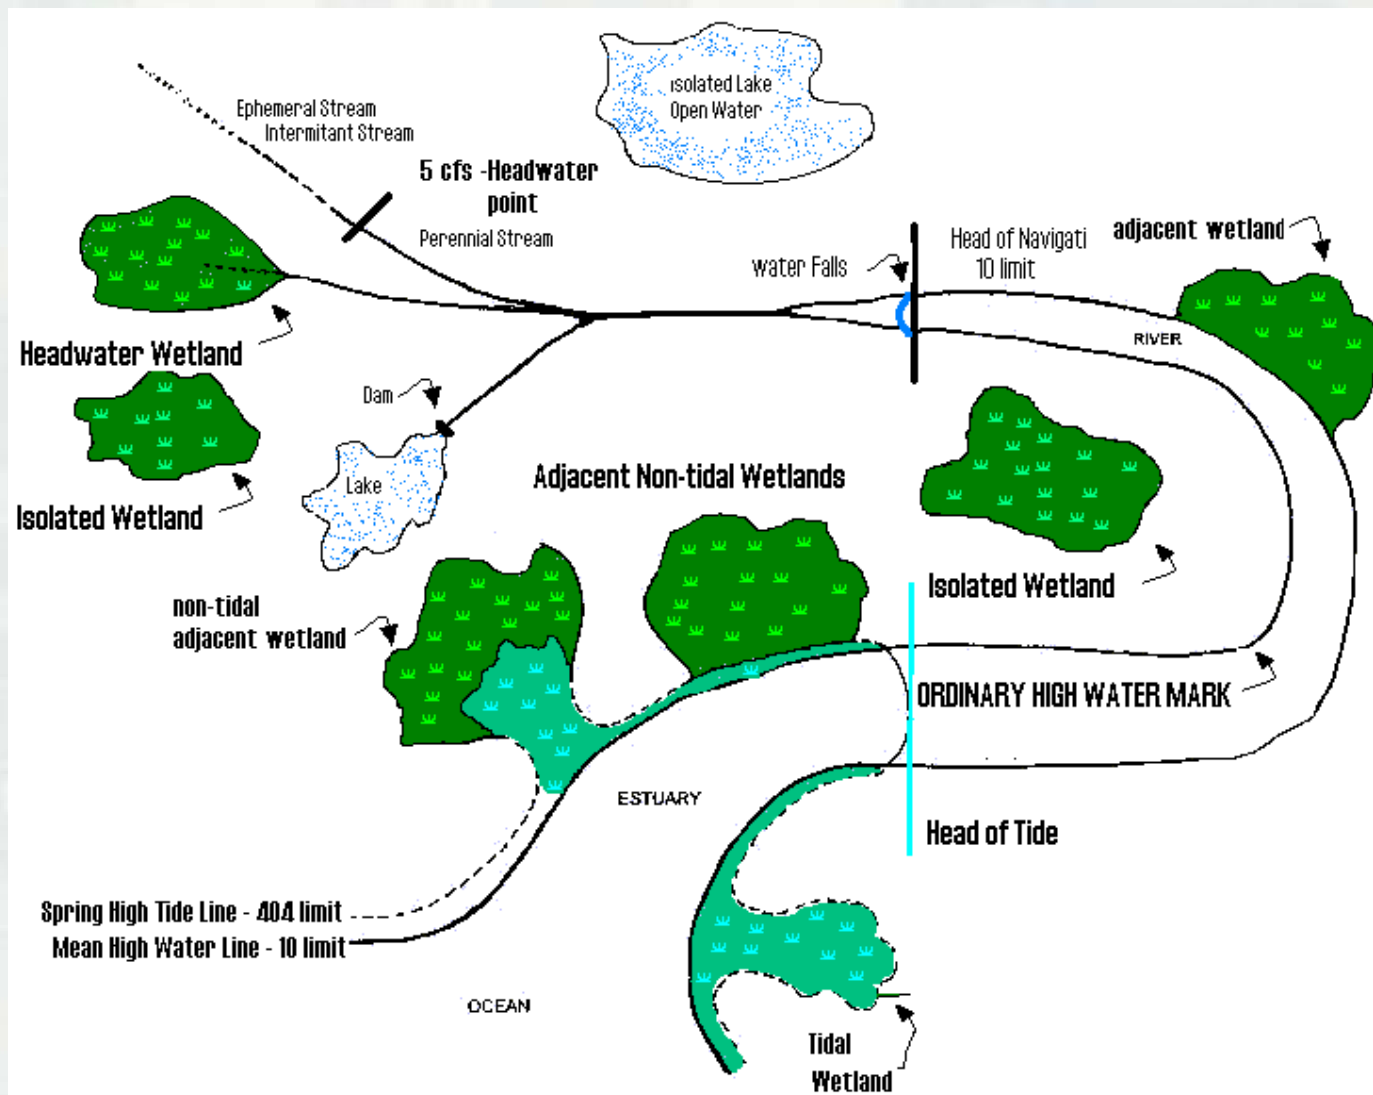 Isolated Lake
Open Water
Ephemeral Stream
Intermitant Stream
5 cfs -Headwater
point
Perennial Stream
water Falls
Head of Navigati
10 limit
adjacent wetland
RIVER
Headwater Wetland
Dam
Lake
Isolated Wetland
Adjacent Non-tidal Wetlands
Isolated Wetland
non-tidal
adjacent wetland
ORDINARY HIGH WATER MARK
ESTUARY
Head of Tide
Spring High Tide Line - 404 limit
Mean High Water Line - 10 limit
OCEAN
Tidal
Wetland